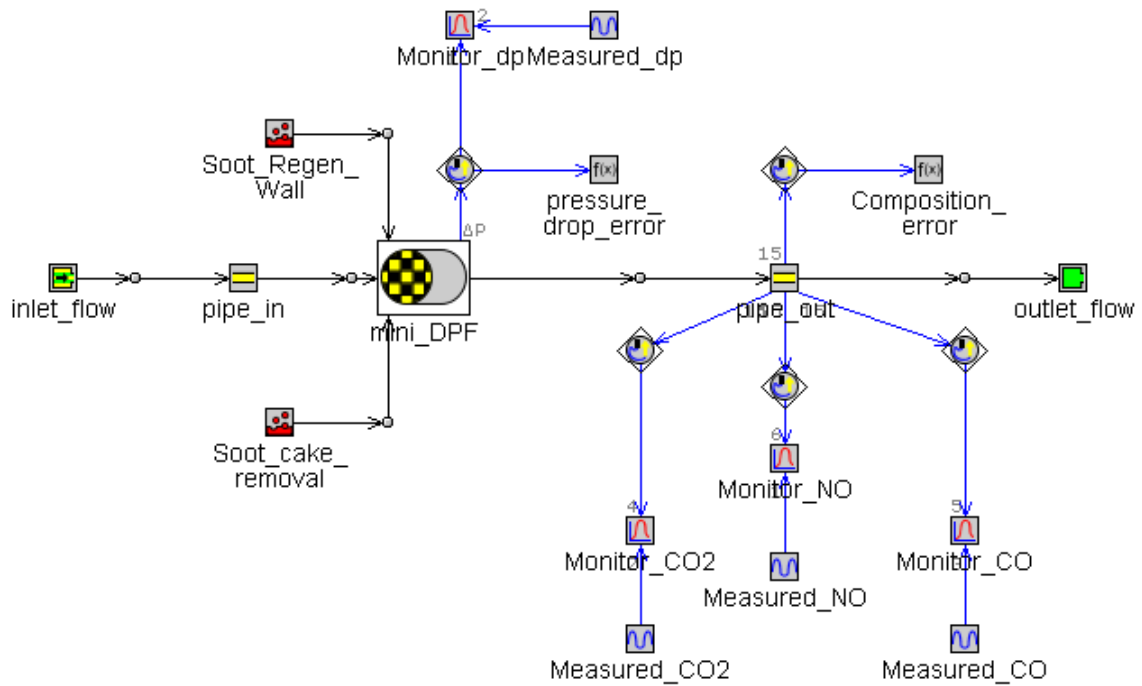 2
Monitor_dp
Measured_dp
Soot_Regen_
Wall
f(x)
pressure_
drop_error
f(x)
Composition_
error
ΔP
15
inlet_flow
pipe_in
mini_DPF
pipe_out
outlet_flow
Soot_cake_
removal
6
Monitor_NO
4
Monitor_CO2
5
Monitor_CO
Measured_NO
Measured_CO2
Measured_CO